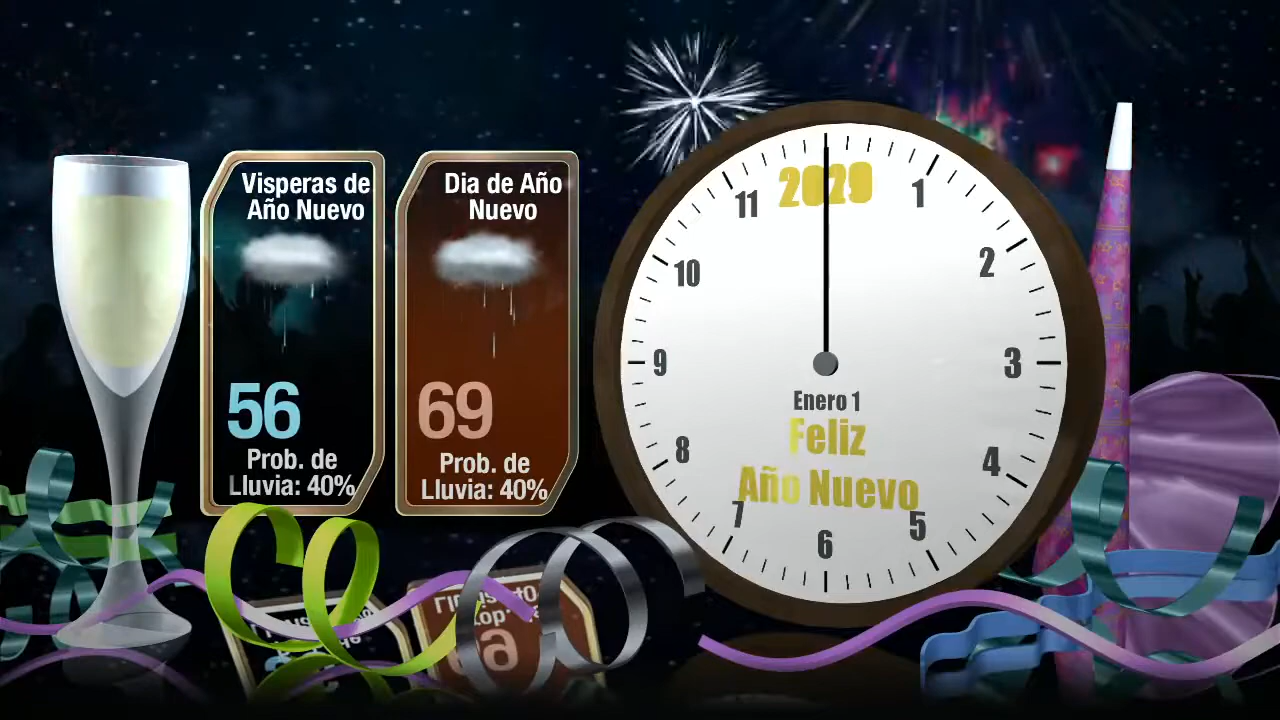 Visperas de
Año Nuevo
56
Prob. de
Lluvia: 40%
Dia de Año
Nuevo
69
Prob. de
Lluvia: 40%
2029
11
1
10
2
9
3
8
4
7
5
6
Enero 1
Feliz
Año Nuevo